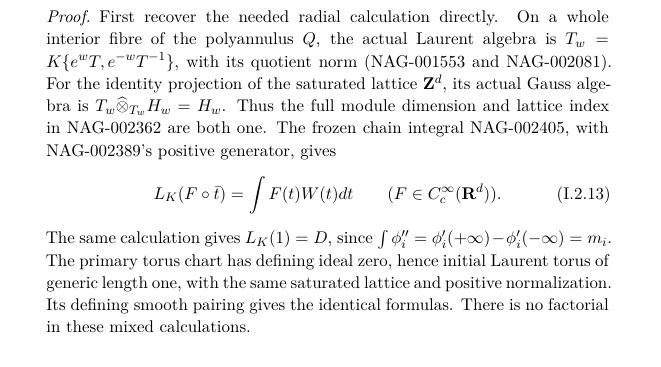 Proof. First recover the needed radial calculation directly. On a whole
interior fibre of the polyannulus Q, the actual Laurent algebra is T_w =
K{e^w T, e^{-w} T^{-1}}, with its quotient norm (NAG-001553 and NAG-002081).
For the identity projection of the saturated lattice Z^d, its actual Gauss alge-
bra is T_w ⊗̂_{T_w} H_w = H_w. Thus the full module dimension and lattice index
in NAG-002362 are both one. The frozen chain integral NAG-002405, with
NAG-002389's positive generator, gives
L_K(F ∘ t̄) = ∫ F(t)W(t)dt (F ∈ C_c^∞(R^d)). (I.2.13)
The same calculation gives L_K(1) = D, since ∫ ϕ_i'' = ϕ_i'(+∞)−ϕ_i'(−∞) = m_i.
The primary torus chart has defining ideal zero, hence initial Laurent torus of
generic length one, with the same saturated lattice and positive normalization.
Its defining smooth pairing gives the identical formulas. There is no factorial
in these mixed calculations.